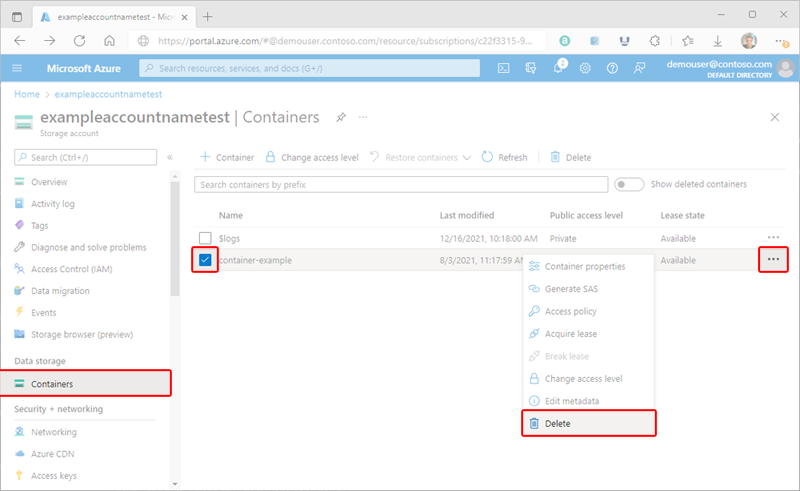 exampleaccountnametest - Micros
https://portal.azure.com/#@demouser.contoso.com/resource/subscriptions/c22f3315-9...
Microsoft Azure
Search resources, services, and docs (G+/)
2
demouser@contoso.com
DEFAULT DIRECTORY
Home > exampleaccountnametest
exampleaccountnametest | Containers
Storage account
Search (Ctrl+/)
Container
Change access level
Restore containers
Refresh
Delete
Overview
Search containers by prefix
Show deleted containers
Activity log
Name
Last modified
Public access level
Lease state
Tags
$logs
12/16/2021, 10:18:00 AM
Private
Available
Diagnose and solve problems
container-example
8/3/2021, 11:17:59 AM
Available
Access Control (IAM)
Data migration
Events
Storage browser (preview)
Container properties
Generate SAS
Access policy
Acquire lease
Break lease
Change access level
Edit metadata
Delete
Data storage
Containers
Security + networking
Networking
Azure CDN
Access keys